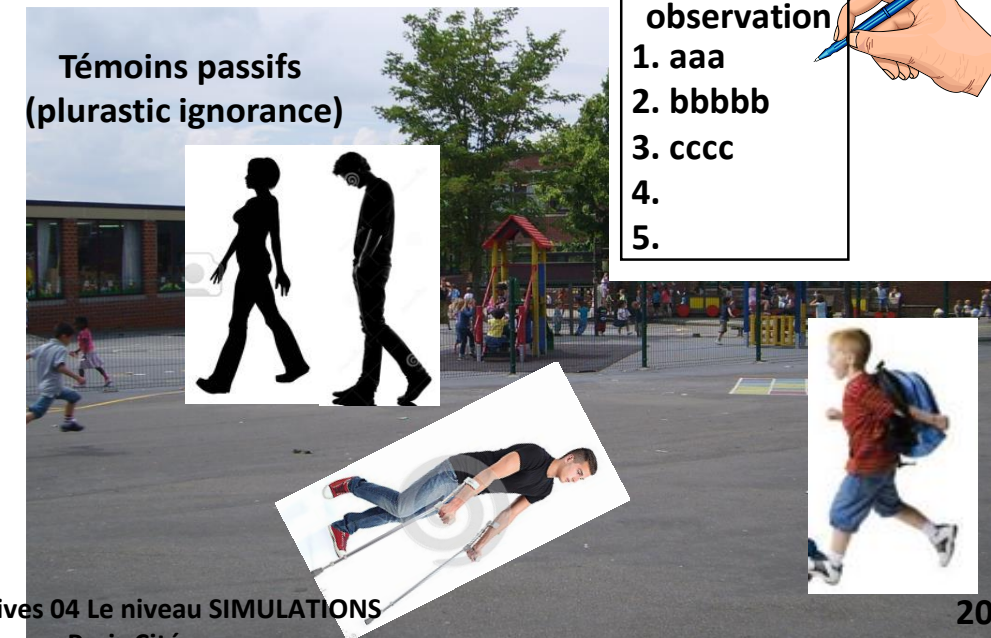 Témoins passifs
(plurastic ignorance)
observation
1. aaa
2. bbbbb
3. cccc
4.
5.
ives 04 Le niveau SIMULATIONS
20